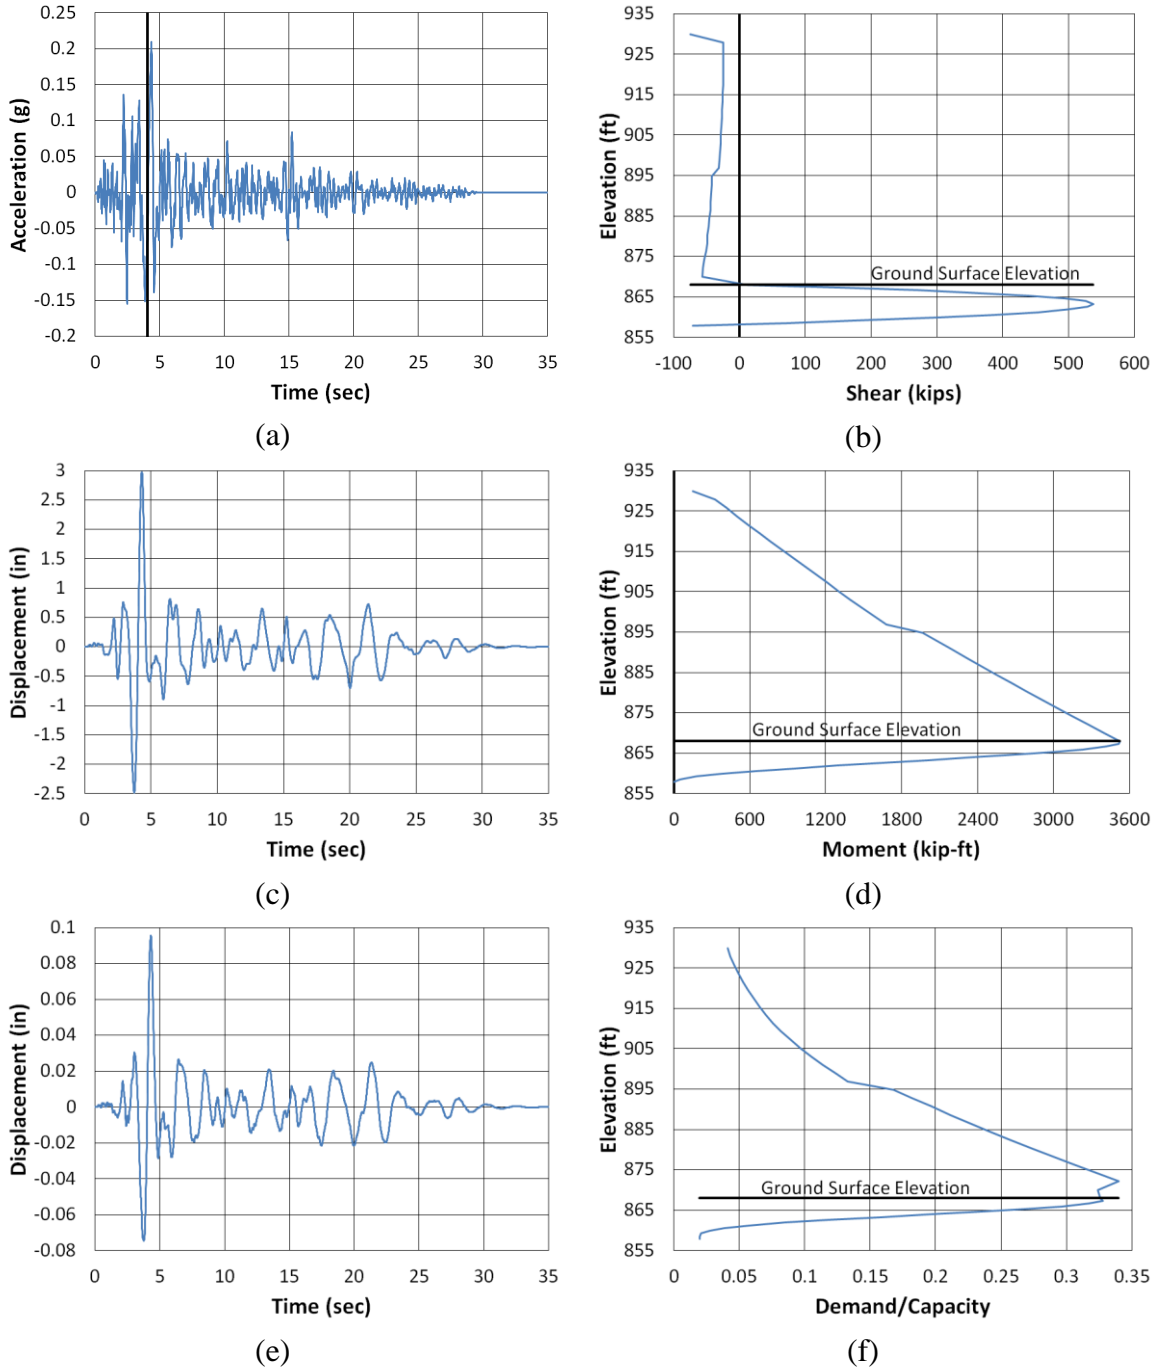 0.25
0.2
0.15
0.1
0.05
0
-0.05
-0.1
-0.15
-0.2
Acceleration (g)
0 5 10 15 20 25 30 35
Time (sec)
(a)
935
925
915
905
895
885
875
865
855
Elevation (ft)
Ground Surface Elevation
-100 0 100 200 300 400 500 600
Shear (kips)
(b)
3
2.5
2
1.5
1
0.5
0
-0.5
-1
-1.5
-2
-2.5
Displacement (in)
0 5 10 15 20 25 30 35
Time (sec)
(c)
935
925
915
905
895
885
875
865
855
Elevation (ft)
Ground Surface Elevation
0 600 1200 1800 2400 3000 3600
Moment (kip-ft)
(d)
0.1
0.08
0.06
0.04
0.02
0
-0.02
-0.04
-0.06
-0.08
Displacement (in)
0 5 10 15 20 25 30 35
Time (sec)
(e)
935
925
915
905
895
885
875
865
855
Elevation (ft)
Ground Surface Elevation
0 0.05 0.1 0.15 0.2 0.25 0.3 0.35
Demand/Capacity
(f)